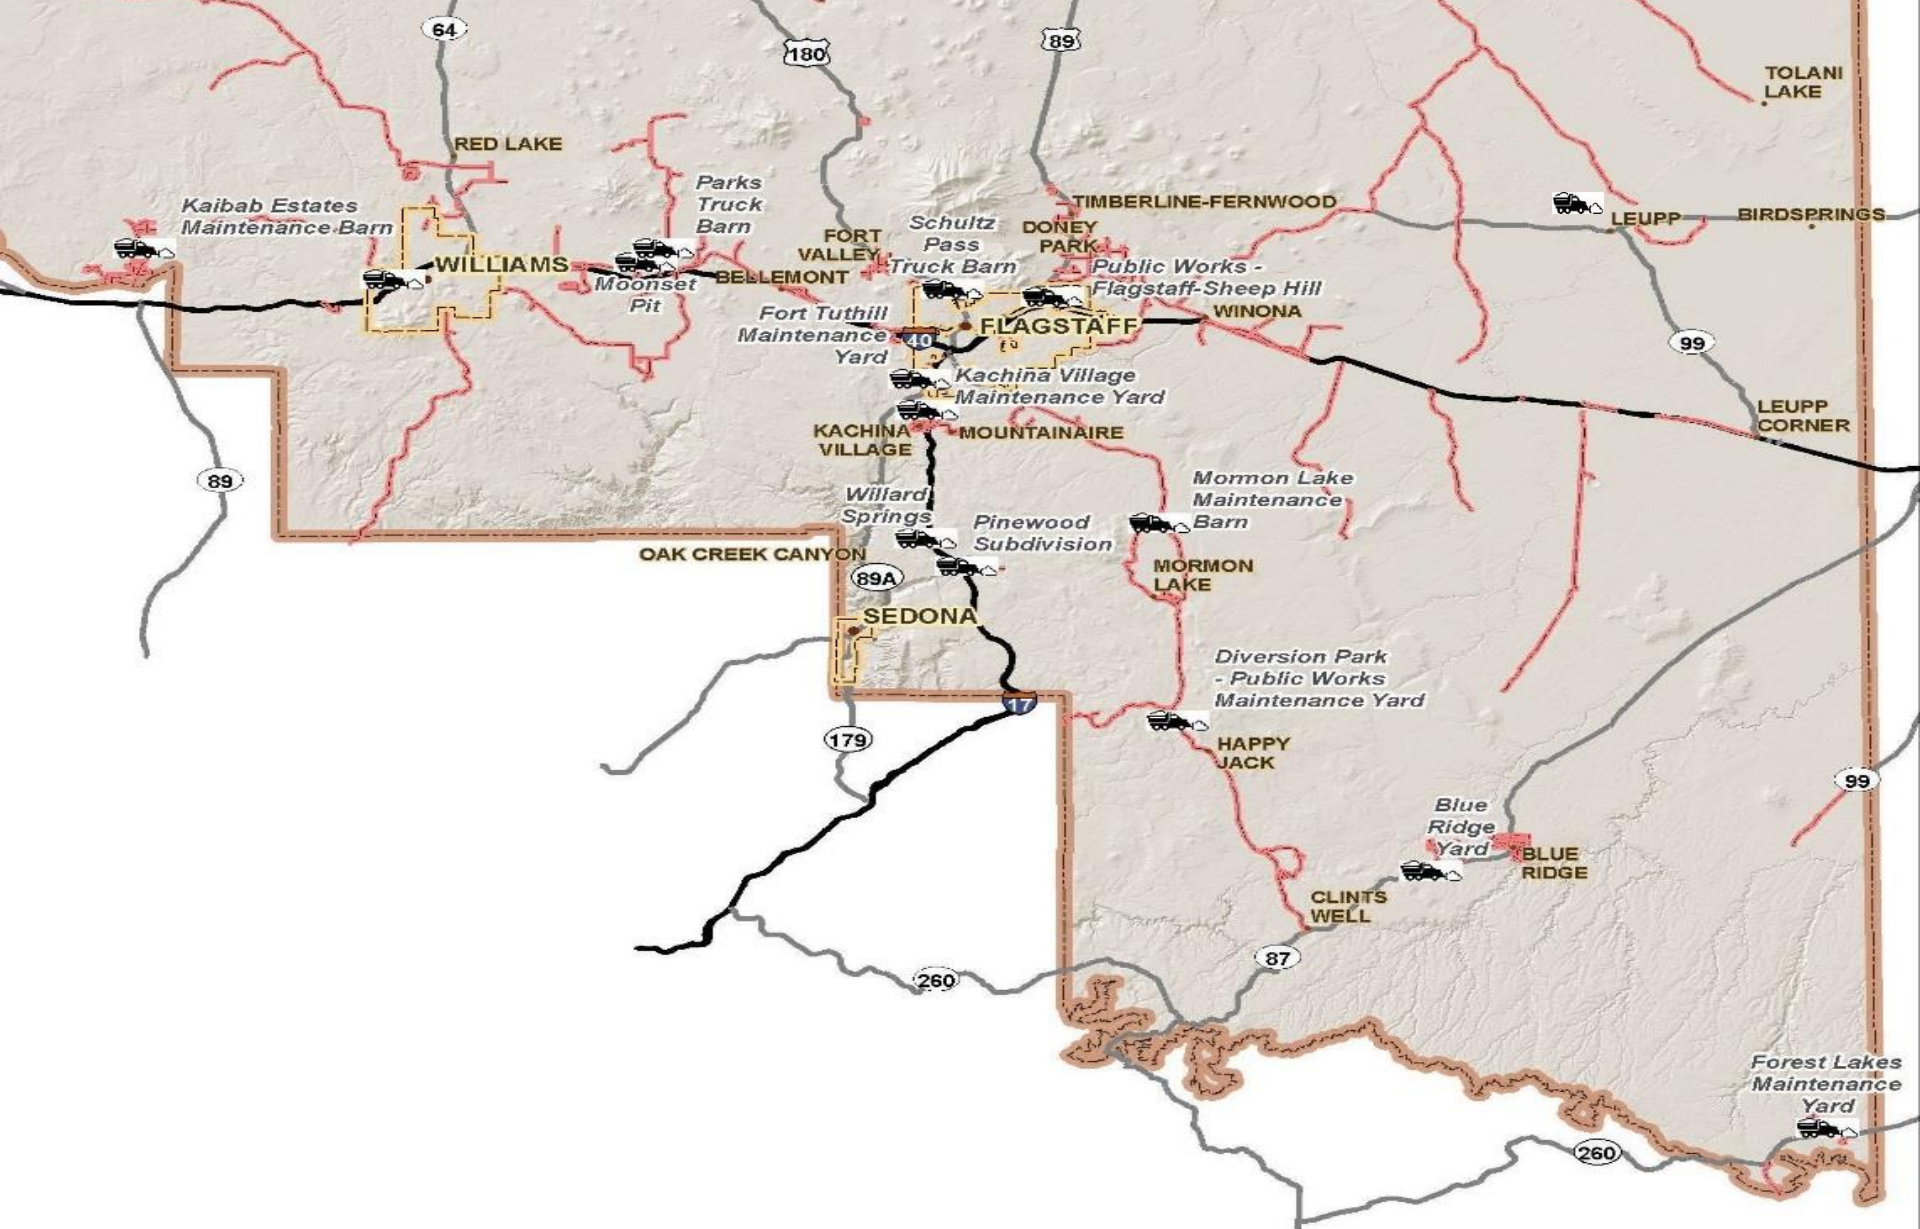 64
180
89
TOLANI
LAKE
RED LAKE
Kaibab Estates
Maintenance Barn
Parks
Truck
Barn
TIMBERLINE-FERNWOOD
Schultz
Pass
Truck Barn
FORT
VALLEY
DONEY
PARK
LEUPP
BIRDSPRINGS
WILLIAMS
Moonset
Pit
BELLEMONT
Public Works -
Flagstaff-Sheep Hill
WINONA
Fort Tuthill
Maintenance
Yard
40
FLAGSTAFF
99
Kachina Village
Maintenance Yard
LEUPP
CORNER
KACHINA
VILLAGE
MOUNTAINAIRE
89
Willard
Springs
Pinewood
Subdivision
Mormon Lake
Maintenance
Barn
OAK CREEK CANYON
89A
MORMON
LAKE
SEDONA
Diversion Park
- Public Works
Maintenance Yard
17
179
HAPPY
JACK
99
Blue
Ridge
Yard
BLUE
RIDGE
CLINTS
WELL
87
260
Forest Lakes
Maintenance
Yard
260